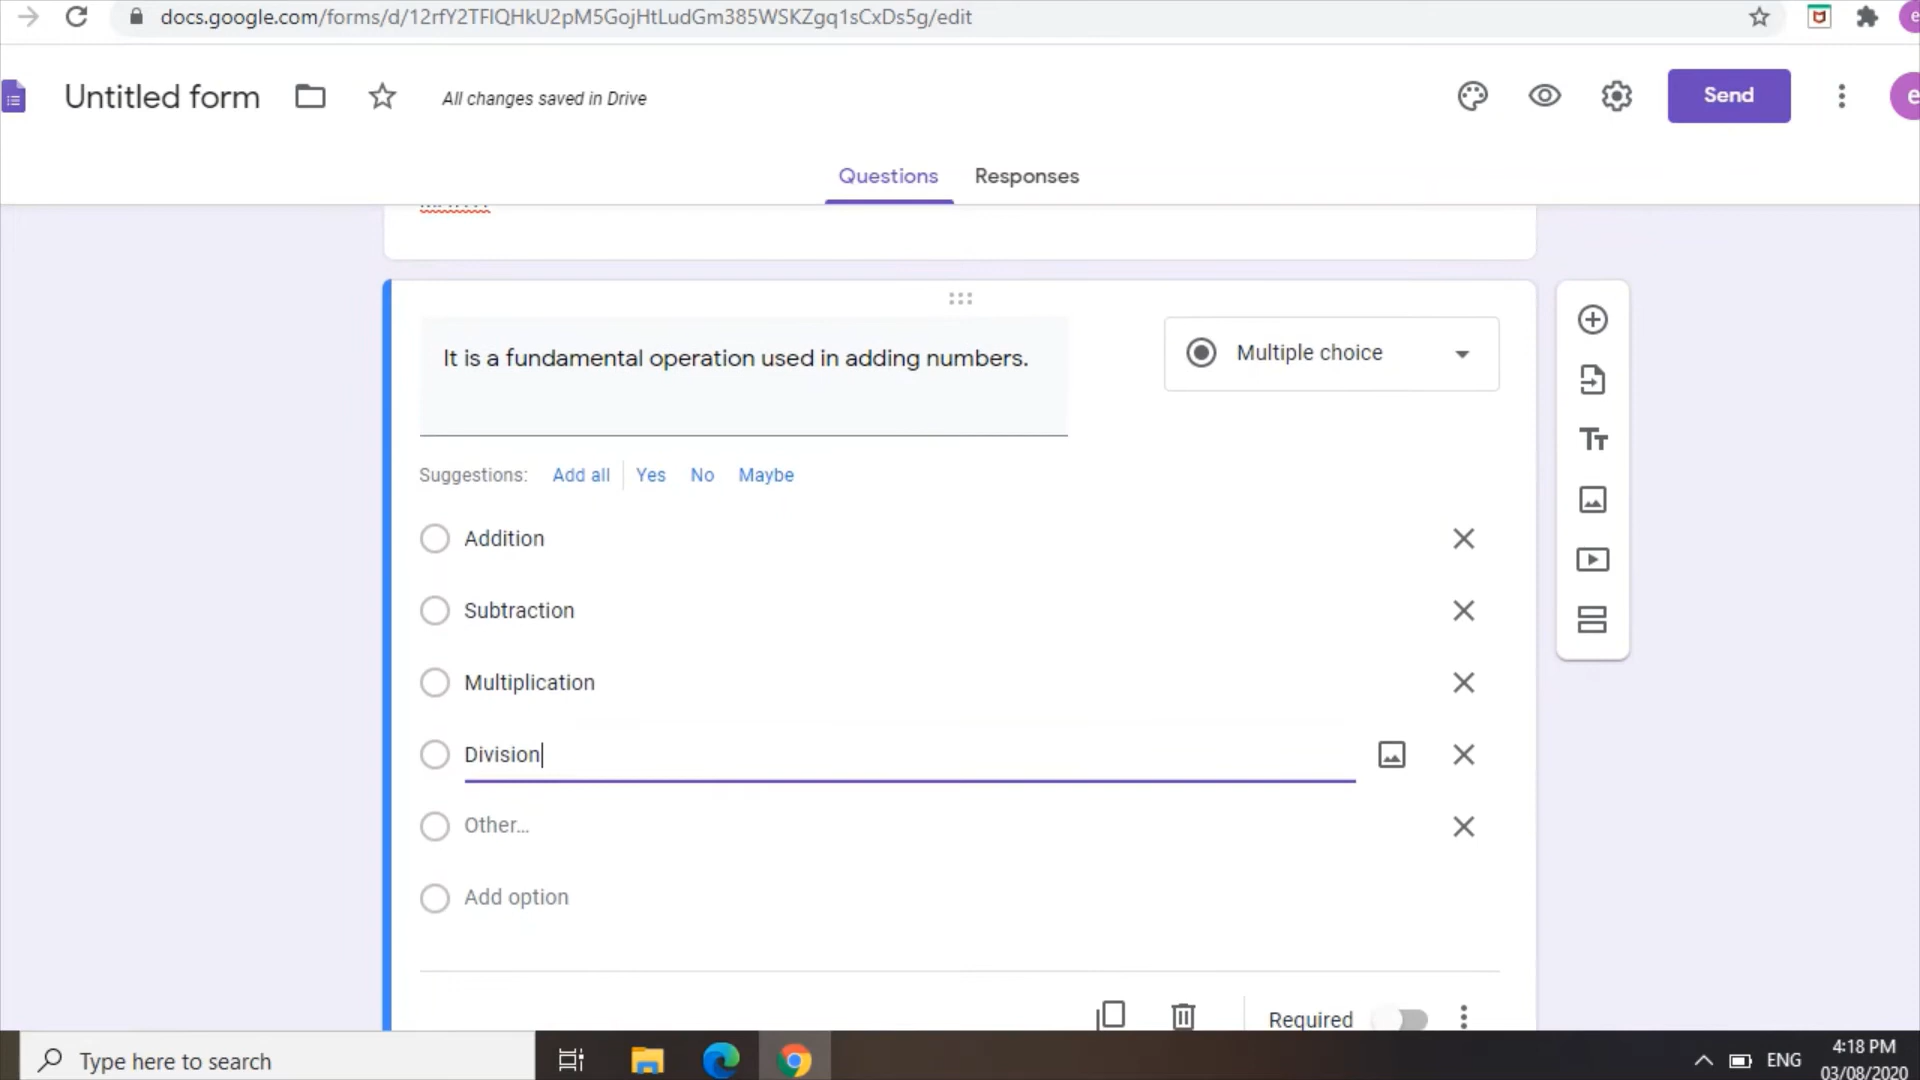 docs.google.com/forms/d/12rfY2TFlQHkU2pM5GojHtLudGm385WSKZgq1sCxDs5g/edit
Untitled form
All changes saved in Drive
Send
e
Questions
Responses
It is a fundamental operation used in adding numbers.
Multiple choice
Suggestions: Add all Yes No Maybe
Addition
Subtraction
Multiplication
Division
Other...
Add option
Required
Type here to search
ENG
4:18 PM
03/08/2020